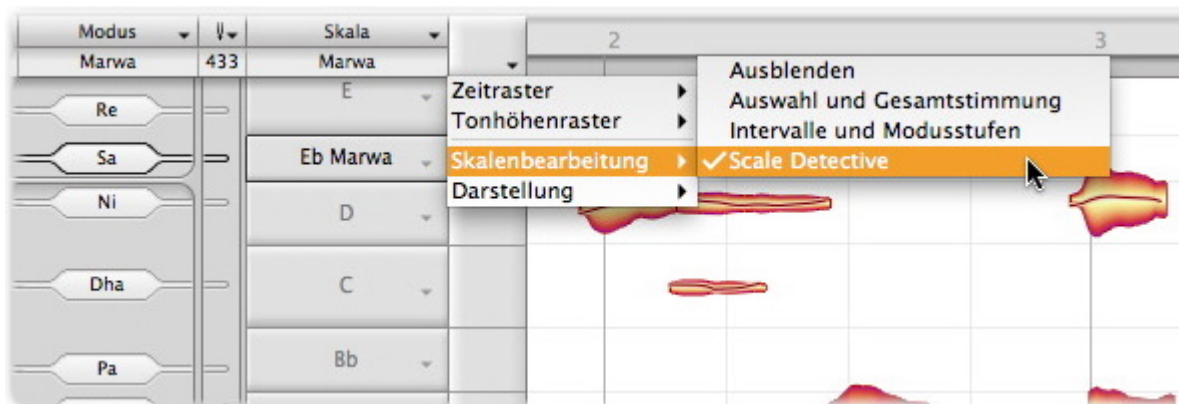 Modus Skala 2 3
Marwa 433 Marwa
E Zeitraster Ausblenden
Re Tonhöhenraster Auswahl und Gesamtstimmung
Intervalle und Modusstufen
Sa Eb Marwa Skalenbearbeitung Scale Detective
Ni D Darstellung
Dha C
Pa Bb